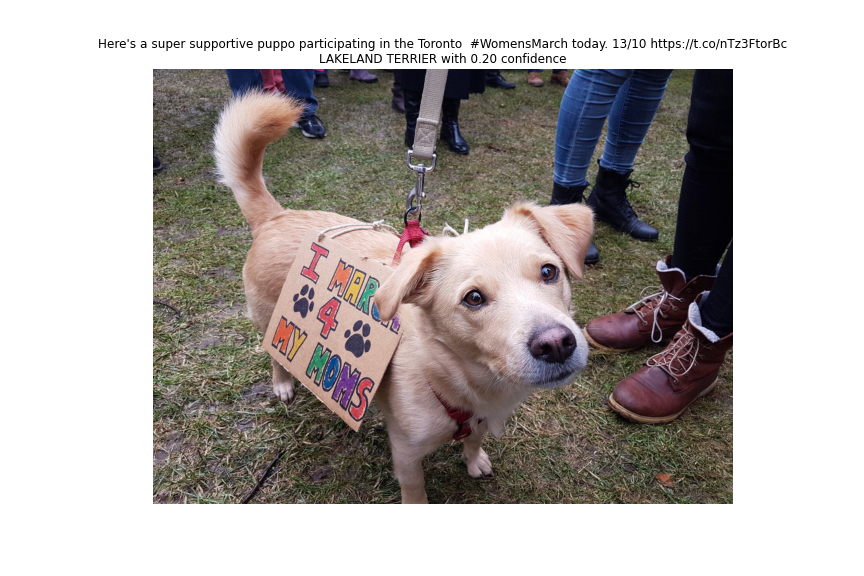 Here's a super supportive puppo participating in the Toronto  #WomensMarch today. 13/10 https://t.co/nTz3FtorBc
LAKELAND TERRIER with 0.20 confidence
I MARCH
4
MY MOMS